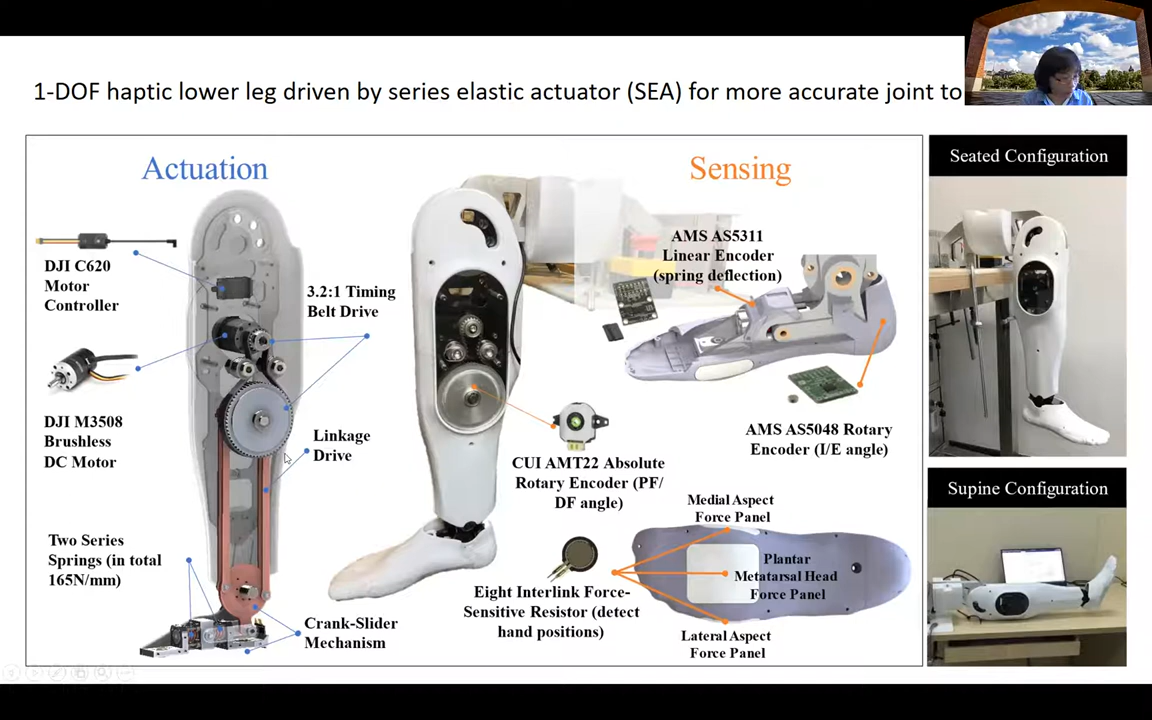 1-DOF haptic lower leg driven by series elastic actuator (SEA) for more accurate joint to
Actuation
DJI C620
Motor
Controller
3.2:1 Timing
Belt Drive
DJI M3508
Brushless
DC Motor
Linkage
Drive
Two Series
Springs (in total
165N/mm)
Crank-Slider
Mechanism
Sensing
AMS AS5311
Linear Encoder
(spring deflection)
AMS AS5048 Rotary
Encoder (I/E angle)
CUI AMT22 Absolute
Rotary Encoder (PF/
DF angle)
Medial Aspect
Force Panel
Plantar
Metatarsal Head
Force Panel
Eight Interlink Force-
Sensitive Resistor (detect
hand positions)
Lateral Aspect
Force Panel
Seated Configuration
Supine Configuration